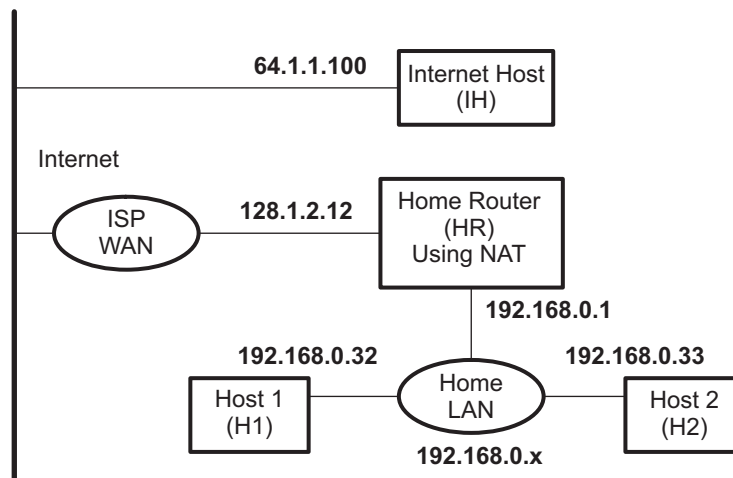 64.1.1.100
Internet Host
(IH)
Internet
ISP
WAN
128.1.2.12
Home Router
(HR)
Using NAT
192.168.0.1
192.168.0.32
192.168.0.33
Host 1
(H1)
Home
LAN
Host 2
(H2)
192.168.0.x